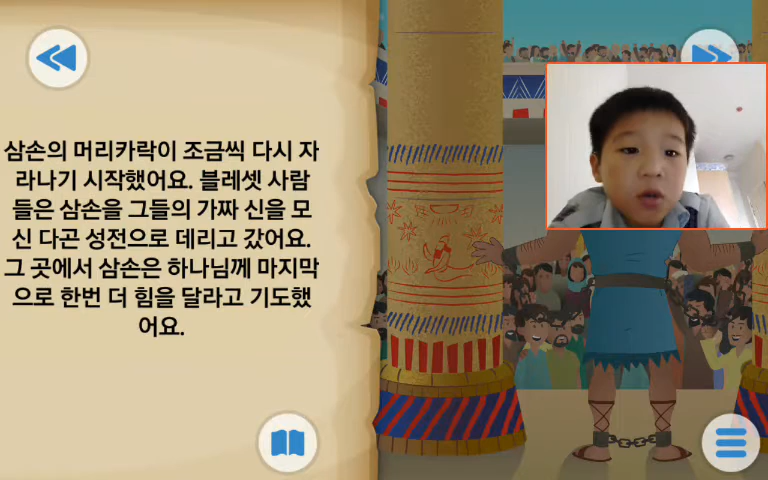 삼손의 머리카락이 조금씩 다시 자
라나기 시작했어요. 블레셋 사람
들은 삼손을 그들의 가짜 신을 모
신 다곤 성전으로 데리고 갔어요.
그 곳에서 삼손은 하나님께 마지막
으로 한번 더 힘을 달라고 기도했
어요.